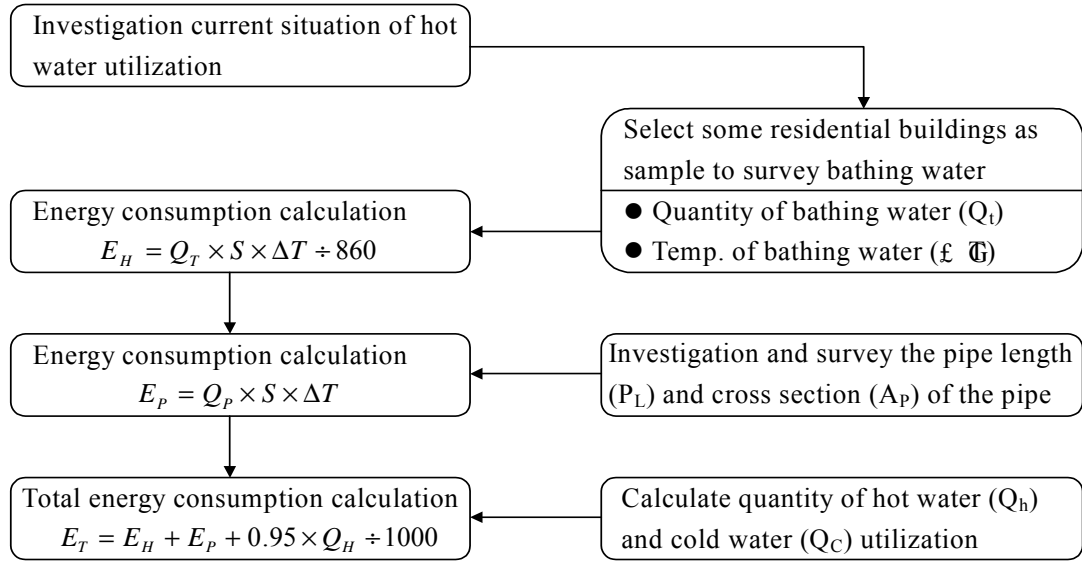 Investigation current situation of hot
water utilization
Select some residential buildings as
sample to survey bathing water
● Quantity of bathing water (Qt)
● Temp. of bathing water (£ )
Energy consumption calculation
E_H = Q_T × S × ΔT ÷ 860
Energy consumption calculation
E_P = Q_P × S × ΔT
Investigation and survey the pipe length
(P_L) and cross section (A_P) of the pipe
Total energy consumption calculation
E_T = E_H + E_P + 0.95 × Q_H ÷ 1000
Calculate quantity of hot water (Q_h)
and cold water (Q_C) utilization